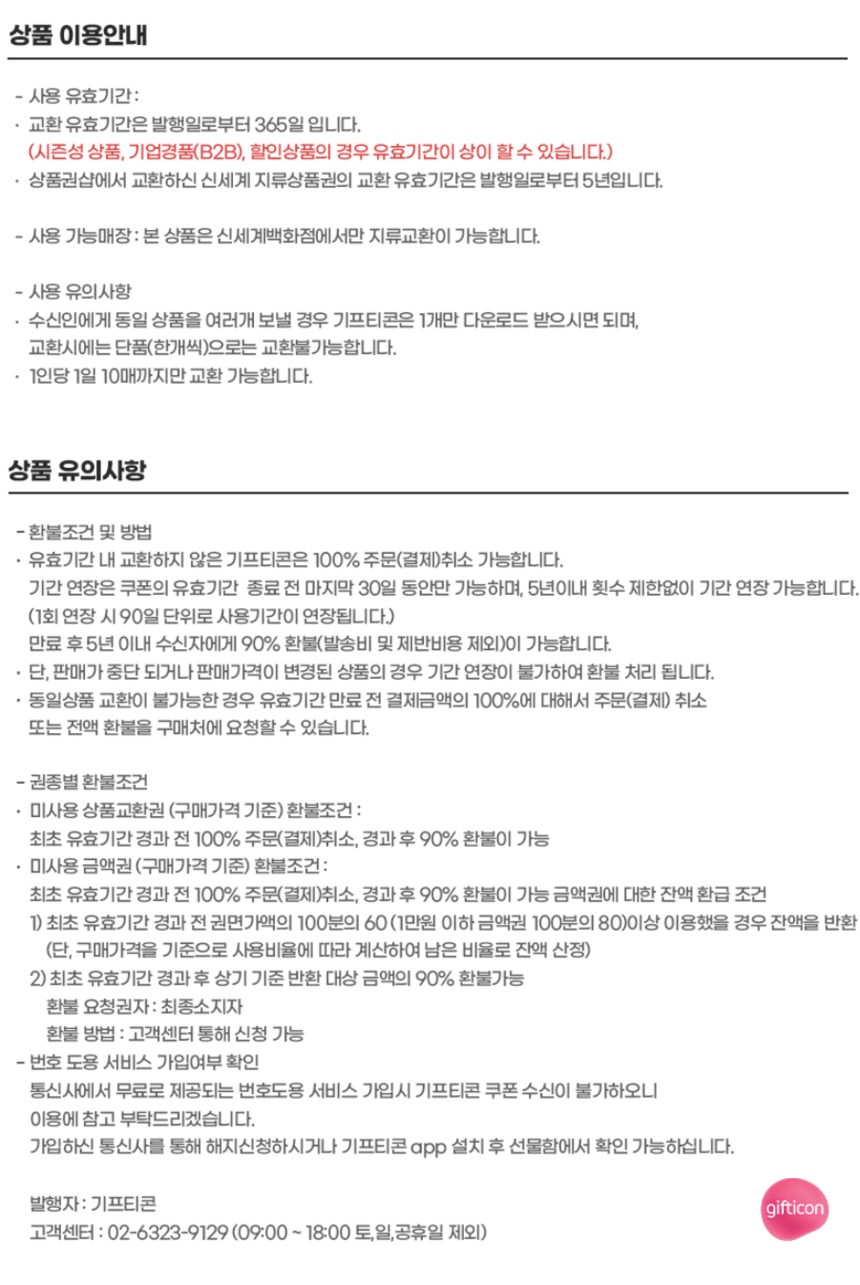 상품 이용안내
- 사용 유효기간 :
· 교환 유효기간은 발행일로부터 365일 입니다.
(시즌성 상품, 기업경품(B2B), 할인상품의 경우 유효기간이 상이 할 수 있습니다.)
· 상품권샵에서 교환하신 신세계 지류상품권의 교환 유효기간은 발행일로부터 5년입니다.
- 사용 가능매장 : 본 상품은 신세계백화점에서만 지류교환이 가능합니다.
- 사용 유의사항
· 수신인에게 동일 상품을 여러개 보낼 경우 기프티콘은 1개만 다운로드 받으시면 되며,
교환시에는 단품(한개씩)으로는 교환불가능합니다.
· 1인당 1일 10매까지만 교환 가능합니다.
상품 유의사항
- 환불조건 및 방법
· 유효기간 내 교환하지 않은 기프티콘은 100% 주문(결제)취소 가능합니다.
기간 연장은 쿠폰의 유효기간 종료 전 마지막 30일 동안만 가능하며, 5년이내 횟수 제한없이 기간 연장 가능합니다.
(1회 연장 시 90일 단위로 사용기간이 연장됩니다.)
만료 후 5년 이내 수신자에게 90% 환불(발송비 및 제반비용 제외)이 가능합니다.
· 단, 판매가 중단 되거나 판매가격이 변경된 상품의 경우 기간 연장이 불가하여 환불 처리 됩니다.
· 동일상품 교환이 불가능한 경우 유효기간 만료 전 결제금액의 100%에 대해서 주문(결제) 취소
또는 전액 환불을 구매처에 요청할 수 있습니다.
- 권종별 환불조건
· 미사용 상품교환권 (구매가격 기준) 환불조건 :
최초 유효기간 경과 전 100% 주문(결제)취소, 경과 후 90% 환불이 가능
· 미사용 금액권 (구매가격 기준) 환불조건 :
최초 유효기간 경과 전 100% 주문(결제)취소, 경과 후 90% 환불이 가능 금액권에 대한 잔액 환급 조건
1) 최초 유효기간 경과 전 권면가액의 100분의 60 (1만원 이하 금액권 100분의 80)이상 이용했을 경우 잔액을 반환
(단, 구매가격을 기준으로 사용비율에 따라 계산하여 남은 비율로 잔액 산정)
2) 최초 유효기간 경과 후 상기 기준 반환 대상 금액의 90% 환불가능
환불 요청권자 : 최종소지자
환불 방법 : 고객센터 통해 신청 가능
- 번호 도용 서비스 가입여부 확인
통신사에서 무료로 제공되는 번호도용 서비스 가입시 기프티콘 쿠폰 수신이 불가하오니
이용에 참고 부탁드리겠습니다.
가입하신 통신사를 통해 해지신청하시거나 기프티콘 app 설치 후 선물함에서 확인 가능하십니다.
발행자 : 기프티콘
고객센터 : 02-6323-9129 (09:00 ~ 18:00 토,일,공휴일 제외)
gifticon